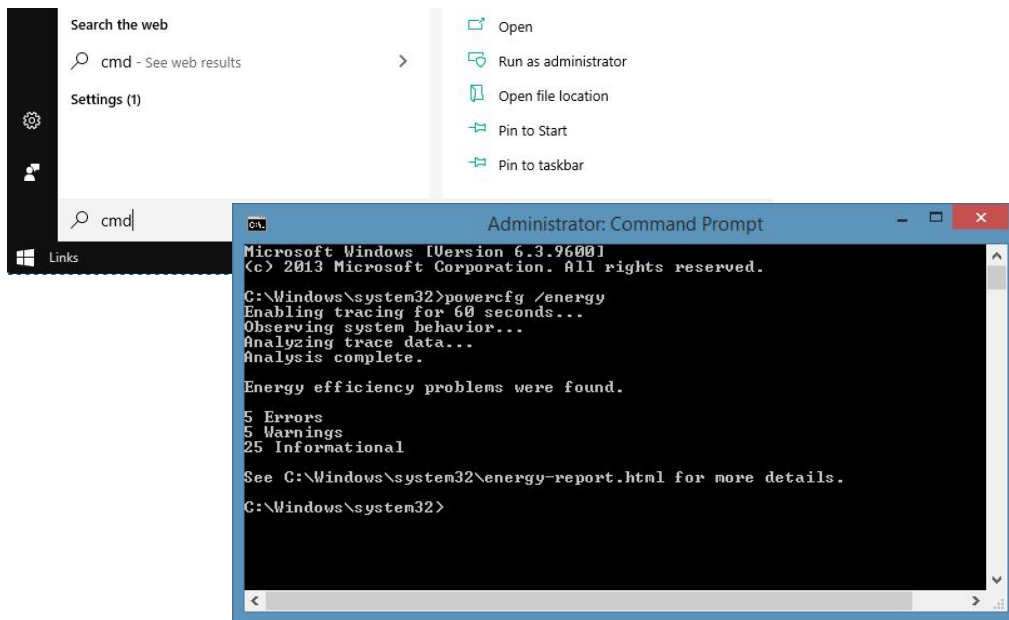 Search the web
cmd - See web results
Settings (1)
cmd
Links
Open
Run as administrator
Open file location
Pin to Start
Pin to taskbar
C:\.
Administrator: Command Prompt
Microsoft Windows [Version 6.3.9600]
(c) 2013 Microsoft Corporation. All rights reserved.
C:\Windows\system32>powercfg /energy
Enabling tracing for 60 seconds...
Observing system behavior...
Analyzing trace data...
Analysis complete.
Energy efficiency problems were found.
5 Errors
5 Warnings
25 Informational
See C:\Windows\system32\energy-report.html for more details.
C:\Windows\system32>